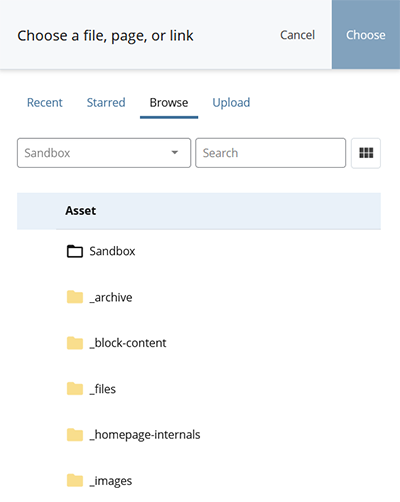 Choose a file, page, or link
Cancel
Choose
Recent
Starred
Browse
Upload
Sandbox
Search
Asset
Sandbox
_archive
_block-content
_files
_homepage-internals
_images